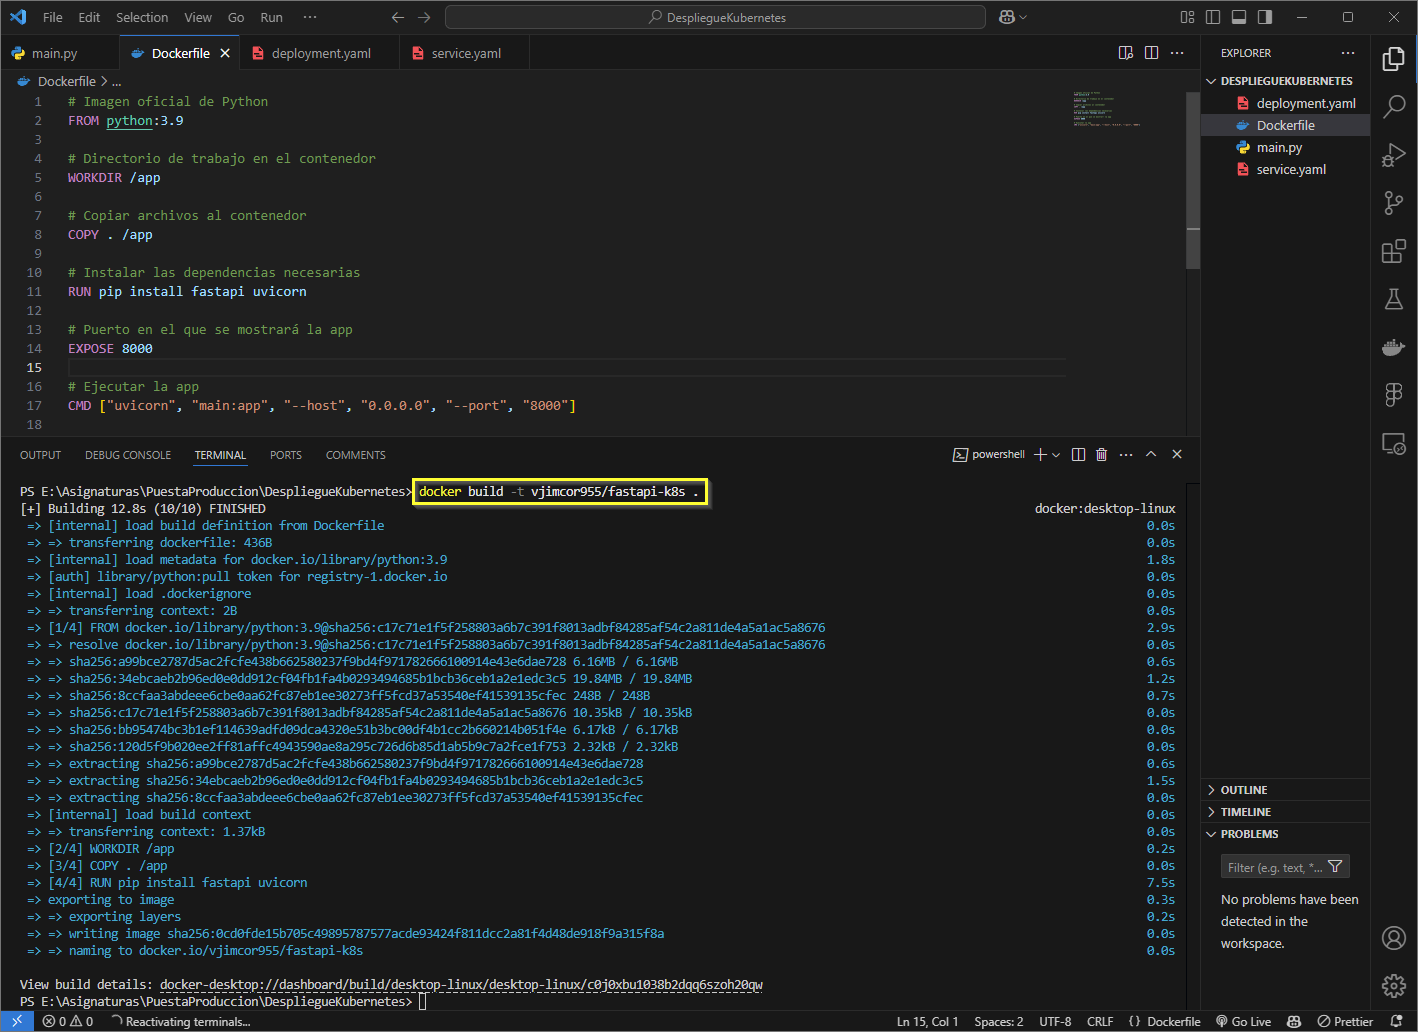 File Edit Selection View Go Run ··· DespliegueKubernetes
main.py Dockerfile deployment.yaml service.yaml
Dockerfile > ...
1 # Imagen oficial de Python
2 FROM python:3.9
3
4 # Directorio de trabajo en el contenedor
5 WORKDIR /app
6
7 # Copiar archivos al contenedor
8 COPY . /app
9
10 # Instalar las dependencias necesarias
11 RUN pip install fastapi uvicorn
12
13 # Puerto en el que se mostrará la app
14 EXPOSE 8000
15
16 # Ejecutar la app
17 CMD ["uvicorn", "main:app", "--host", "0.0.0.0", "--port", "8000"]
18
OUTPUT DEBUG CONSOLE TERMINAL PORTS COMMENTS powershell
PS E:\Asignaturas\PuestaProduccion\DespliegueKubernetes> docker build -t vjimcor955/fastapi-k8s .
[+] Building 12.8s (10/10) FINISHED docker:desktop-linux
=> [internal] load build definition from Dockerfile 0.0s
=> => transferring dockerfile: 436B 0.0s
=> [internal] load metadata for docker.io/library/python:3.9 1.8s
=> [auth] library/python:pull token for registry-1.docker.io 0.0s
=> [internal] load .dockerignore 0.0s
=> => transferring context: 2B 0.0s
=> [1/4] FROM docker.io/library/python:3.9@sha256:c17c71e1f5f258803a6b7c391f8013adbf84285af54c2a811de4a5a1ac5a8676 2.9s
=> => resolve docker.io/library/python:3.9@sha256:c17c71e1f5f258803a6b7c391f8013adbf84285af54c2a811de4a5a1ac5a8676 0.0s
=> => sha256:a99bce2787d5ac2fcfe438b662580237f9bd4f971782666100914e43e6dae728 6.16MB / 6.16MB 0.6s
=> => sha256:34ebcaeb2b96ed0e0dd912cf04fb1fa4b0293494685b1bcb36ceb1a2e1edc3c5 19.84MB / 19.84MB 1.2s
=> => sha256:8ccfaa3abdeee6cbe0aa62fc87eb1ee30273ff5fcd37a53540ef41539135cfec 248B / 248B 0.7s
=> => sha256:c17c71e1f5f258803a6b7c391f8013adbf84285af54c2a811de4a5a1ac5a8676 10.35kB / 10.35kB 0.0s
=> => sha256:bb95474bc3b1ef114639adfd09dca4320e51b3bc00df4b1cc2b660214b051f4e 6.17kB / 6.17kB 0.0s
=> => sha256:120d5f9b020ee2ff81affc4943590ae8a295c726d6b85d1ab5b9c7a2fce1f753 2.32kB / 2.32kB 0.0s
=> => extracting sha256:a99bce2787d5ac2fcfe438b662580237f9bd4f971782666100914e43e6dae728 0.6s
=> => extracting sha256:34ebcaeb2b96ed0e0dd912cf04fb1fa4b0293494685b1bcb36ceb1a2e1edc3c5 1.5s
=> => extracting sha256:8ccfaa3abdeee6cbe0aa62fc87eb1ee30273ff5fcd37a53540ef41539135cfec 0.0s
=> [internal] load build context 0.0s
=> => transferring context: 1.37kB 0.0s
=> [2/4] WORKDIR /app 0.2s
=> [3/4] COPY . /app 0.0s
=> [4/4] RUN pip install fastapi uvicorn 7.5s
=> exporting to image 0.3s
=> => exporting layers 0.2s
=> => writing image sha256:0cd0fde15b705c49895787577acde93424f811dcc2a81f4d48de918f9a315f8a 0.0s
=> => naming to docker.io/vjimcor955/fastapi-k8s 0.0s
View build details: docker-desktop://dashboard/build/desktop-linux/desktop-linux/c0j0xbu1038b2dqq6szoh20qw
PS E:\Asignaturas\PuestaProduccion\DespliegueKubernetes>
EXPLORER
DESPLIEGUEKUBERNETES
deployment.yaml
Dockerfile
main.py
service.yaml
OUTLINE
TIMELINE
PROBLEMS
Filter (e.g. text, *...
No problems have been
detected in the
workspace.
0 0 Reactivating terminals... Ln 15, Col 1 Spaces: 2 UTF-8 CRLF {} Dockerfile Go Live Prettier